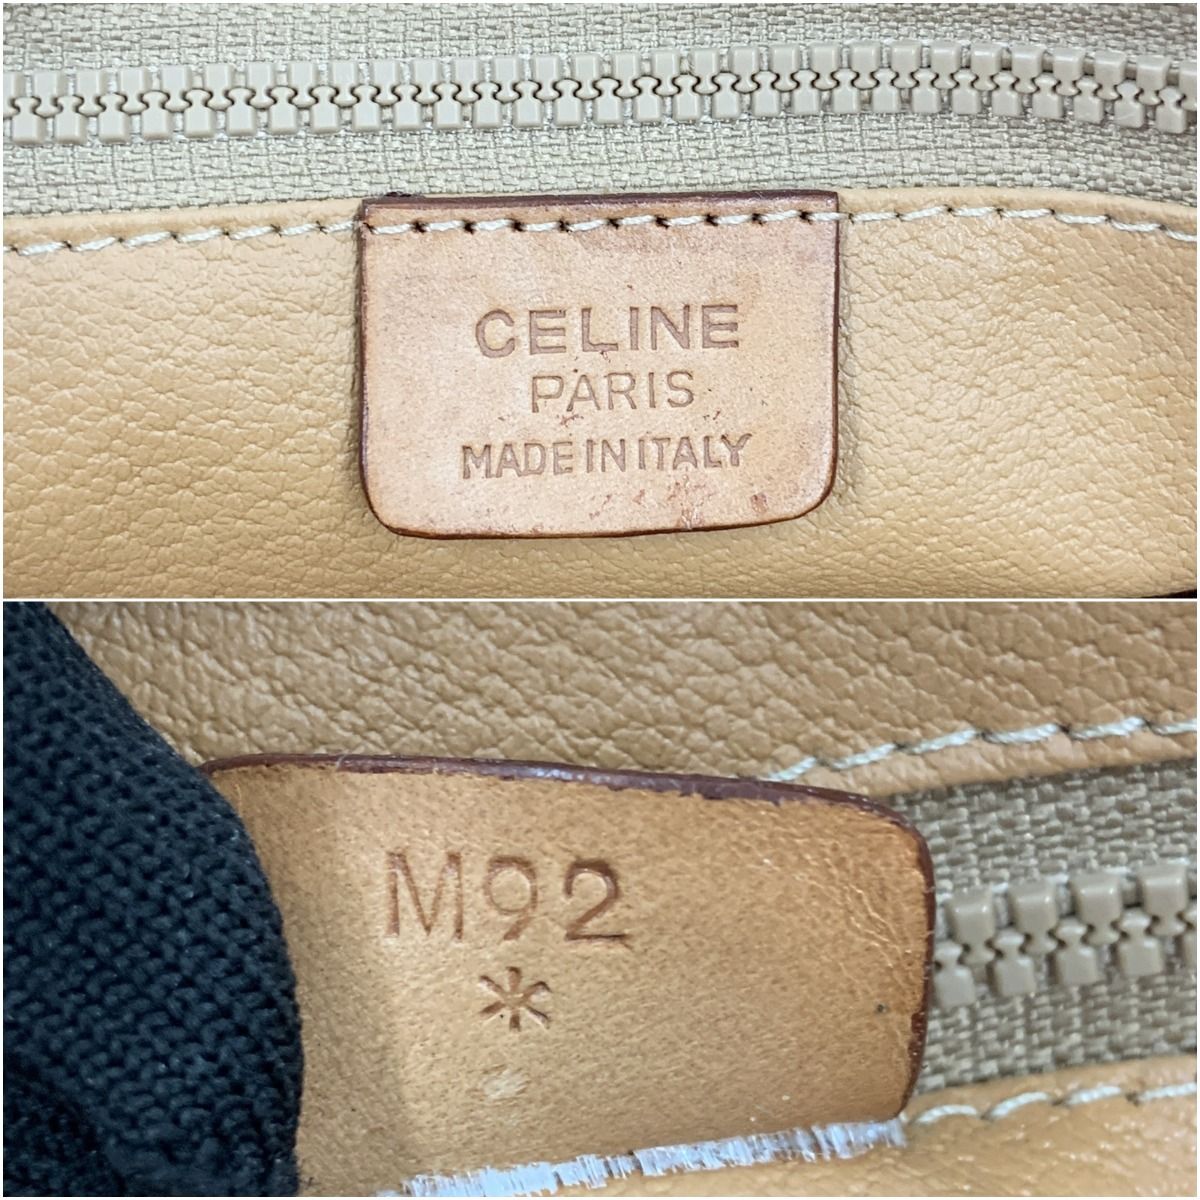 CELINE
PARIS
MADE IN ITALY
M92
*